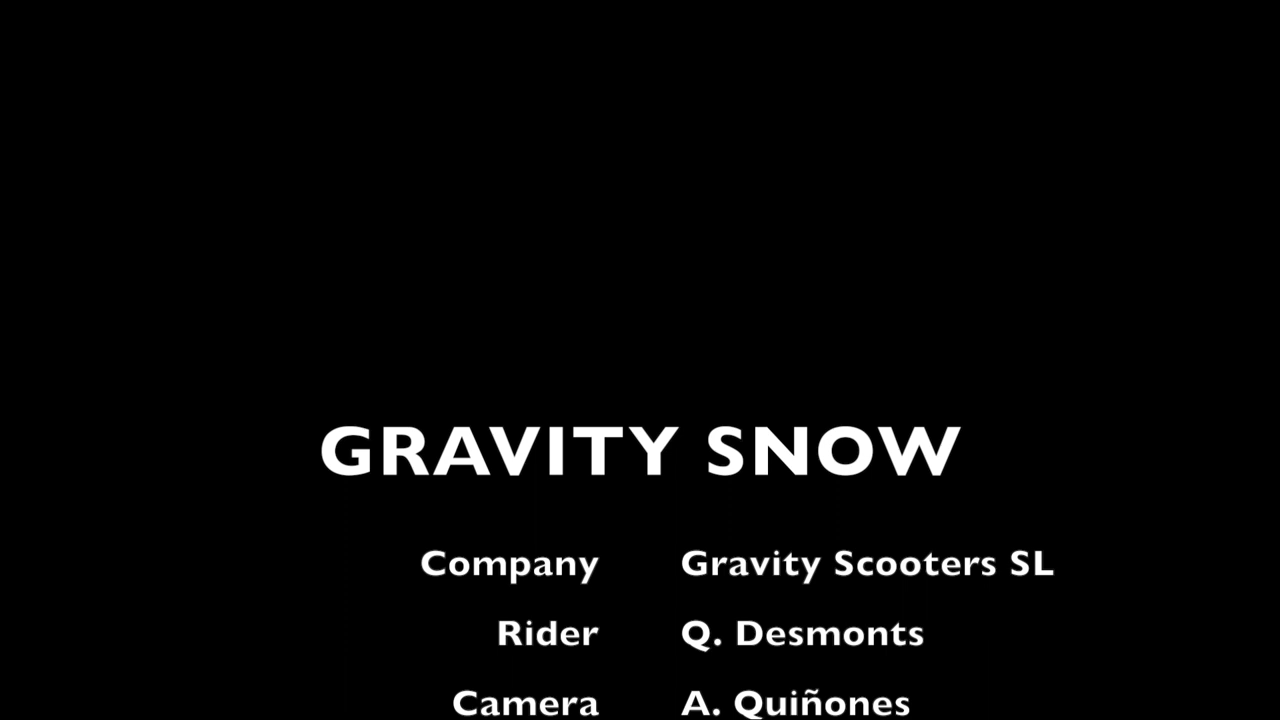 GRAVITY SNOW
Company Gravity Scooters SL
Rider Q. Desmonts
Camera A. Quiñones